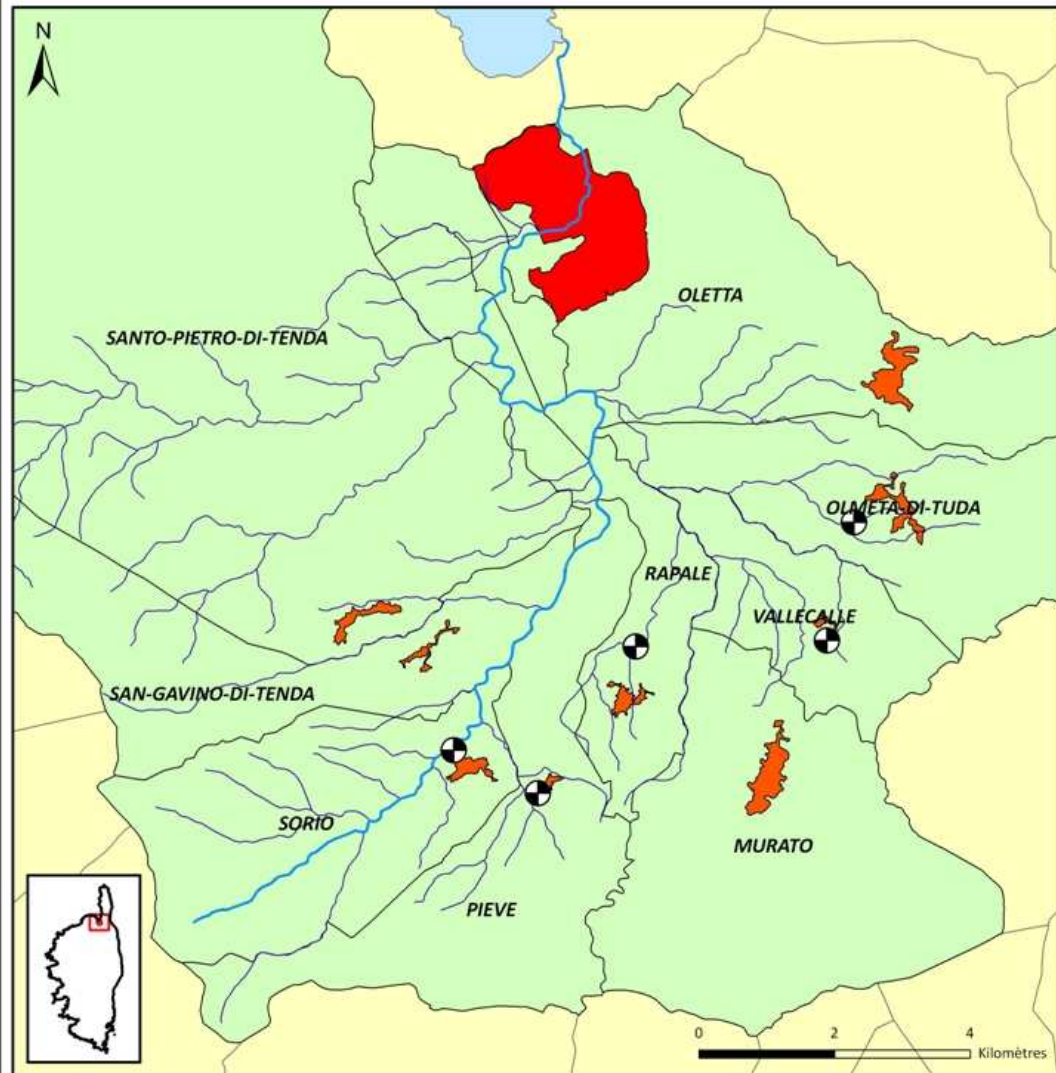 N
OLETTA
SANTO-PIETRO-DI-TENDA
OLMETA-DI-TUDA
RAPALE
VALLECALLE
SAN-GAVINO-DI-TENDA
SORIO
MURATO
PIEVE
0 2 4
Kilomètres